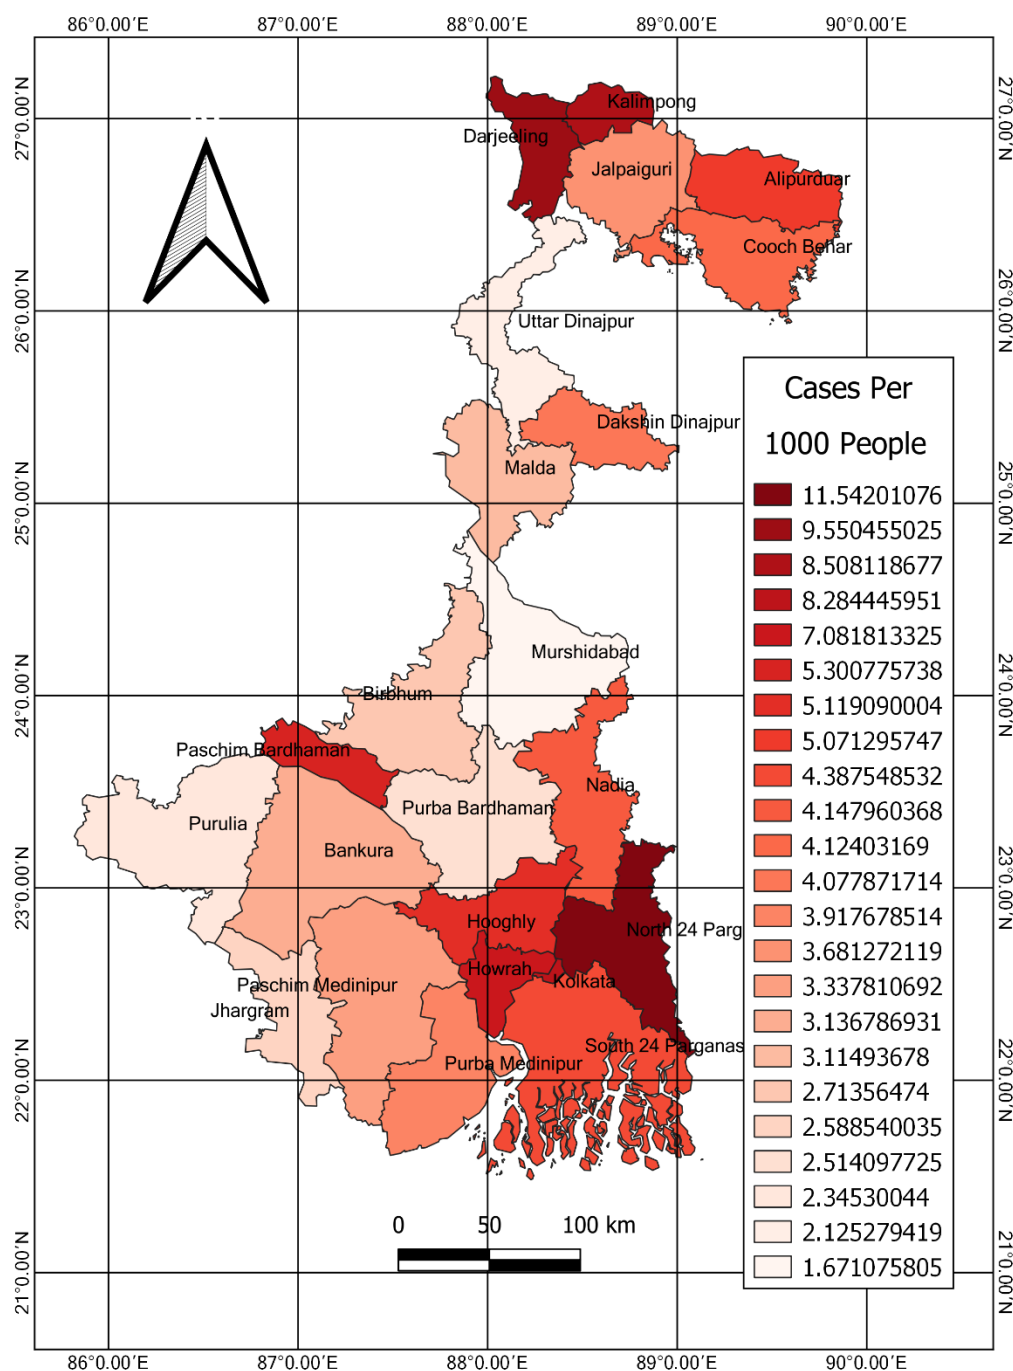 86°0.00′E 87°0.00′E 88°0.00′E 89°0.00′E 90°0.00′E
27°0.00′N
26°0.00′N
25°0.00′N
24°0.00′N
23°0.00′N
22°0.00′N
21°0.00′N
Kalimpong
Darjeeling
Jalpaiguri
Alipurduar
Cooch Behar
Uttar Dinajpur
Dakshin Dinajpur
Malda
Murshidabad
Birbhum
Paschim Bardhaman
Nadia
Purba Bardhaman
Purulia
Bankura
Hooghly
North 24 Parg
Howrah
Kolkata
Paschim Medinipur
Jhargram
South 24 Parganas
Purba Medinipur
0 50 100 km
Cases Per
1000 People
11.54201076
9.550455025
8.508118677
8.284445951
7.081813325
5.300775738
5.119090004
5.071295747
4.387548532
4.147960368
4.12403169
4.077871714
3.917678514
3.681272119
3.337810692
3.136786931
3.11493678
2.71356474
2.588540035
2.514097725
2.34530044
2.125279419
1.671075805
27°0.00′N
26°0.00′N
25°0.00′N
24°0.00′N
23°0.00′N
22°0.00′N
21°0.00′N
86°0.00′E 87°0.00′E 88°0.00′E 89°0.00′E 90°0.00′E